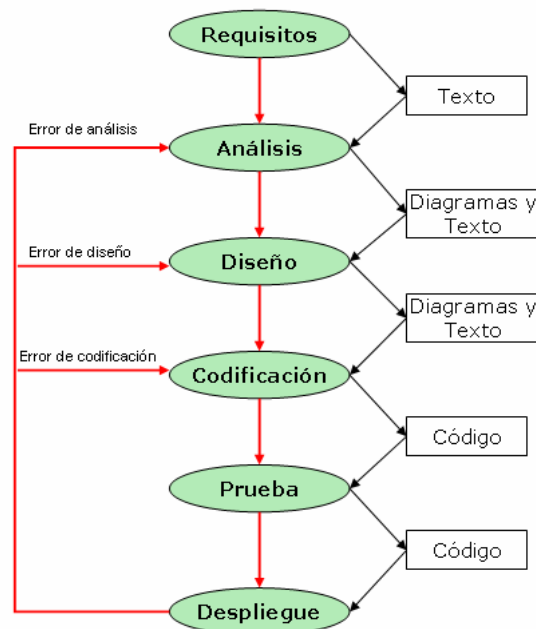 Requisitos
Texto
Error de análisis
Análisis
Diagramas y
Texto
Error de diseño
Diseño
Diagramas y
Texto
Error de codificación
Codificación
Código
Prueba
Código
Despliegue